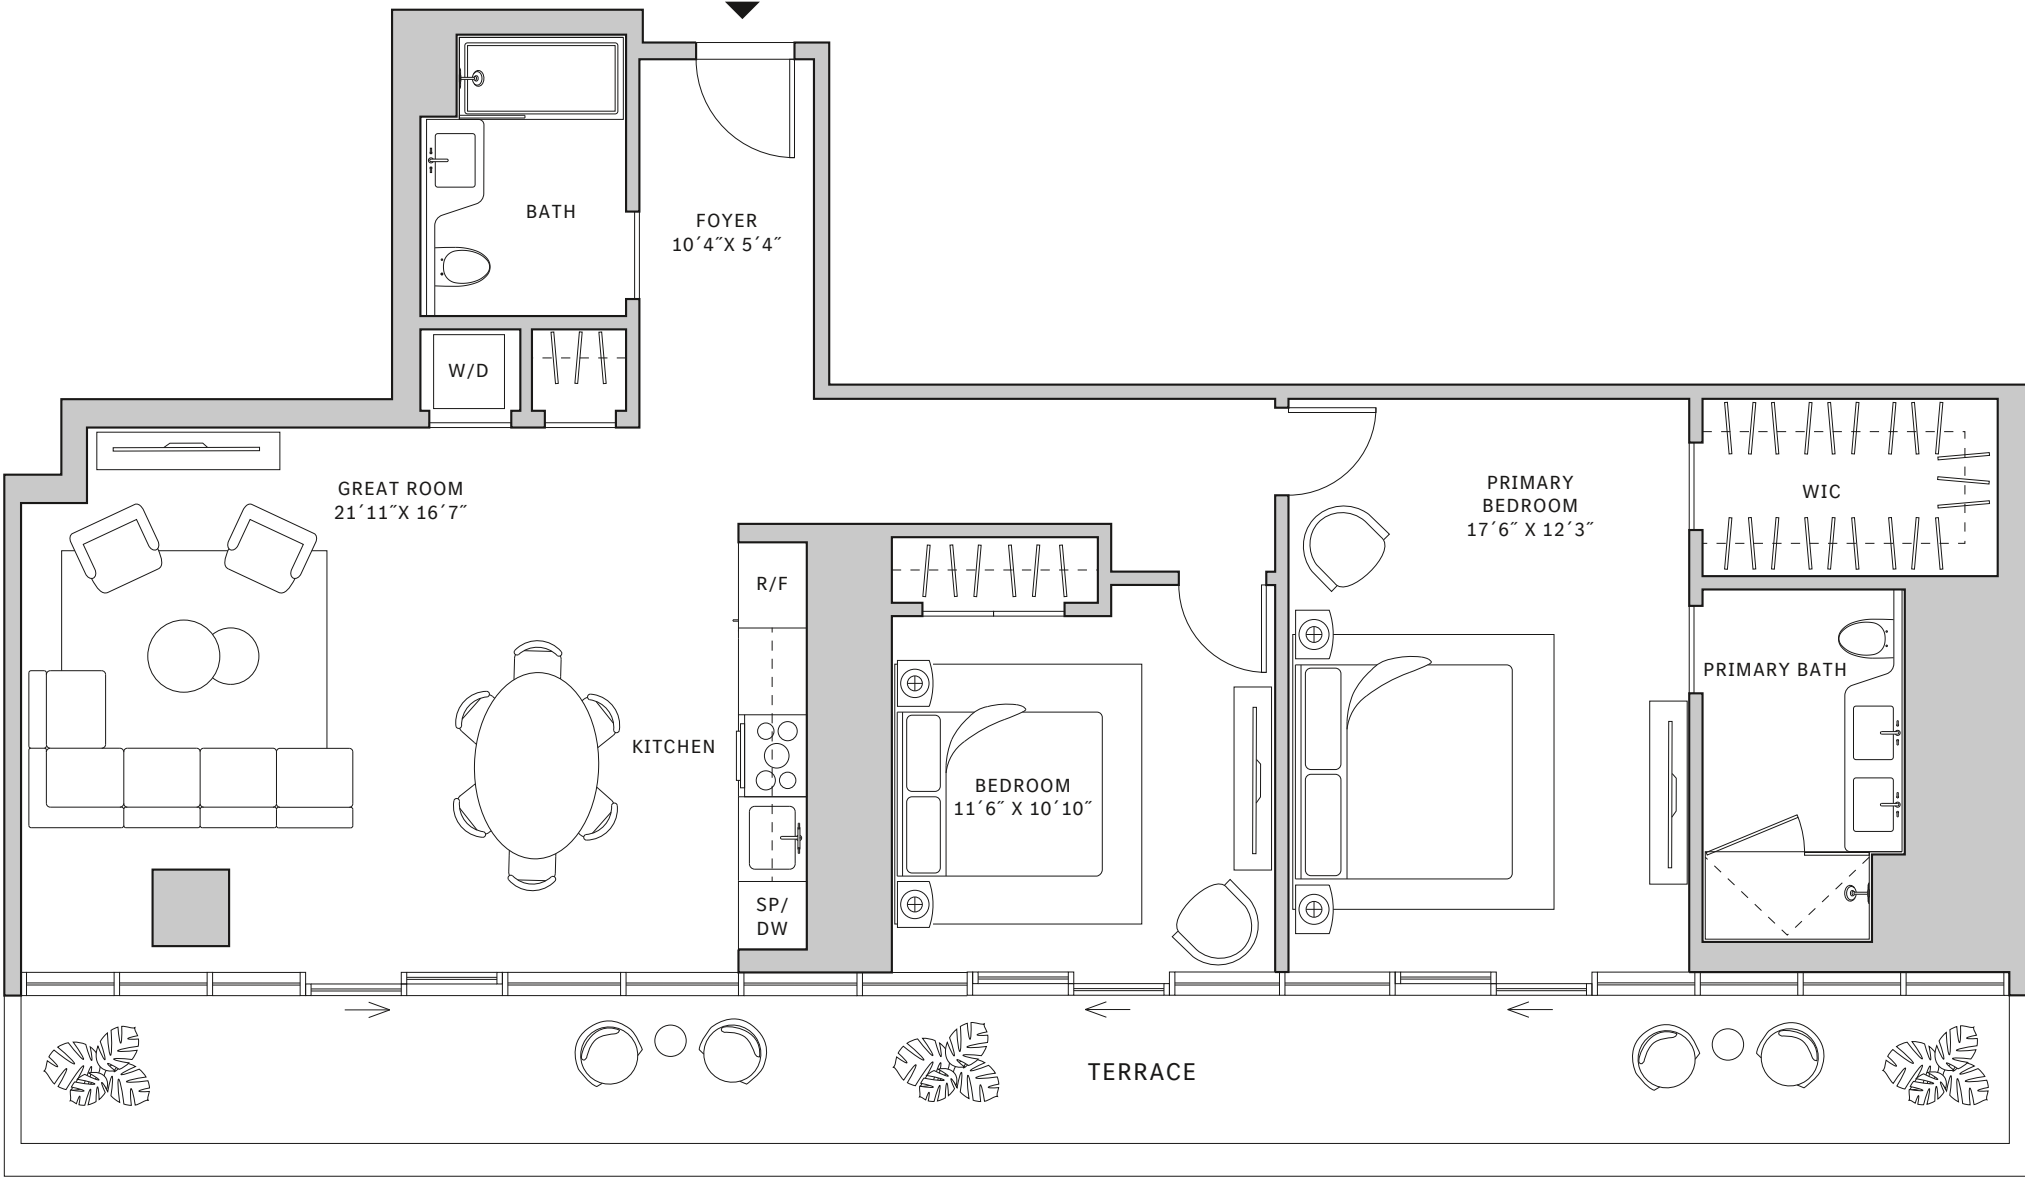 BATH
FOYER
10´4˝X 5´4˝
W/D
GREAT ROOM
21´11˝X 16´7˝
PRIMARY
BEDROOM
17´6˝ X 12´3˝
WIC
R/F
PRIMARY BATH
KITCHEN
BEDROOM
11´6˝ X 10´10˝
SP/
DW
TERRACE